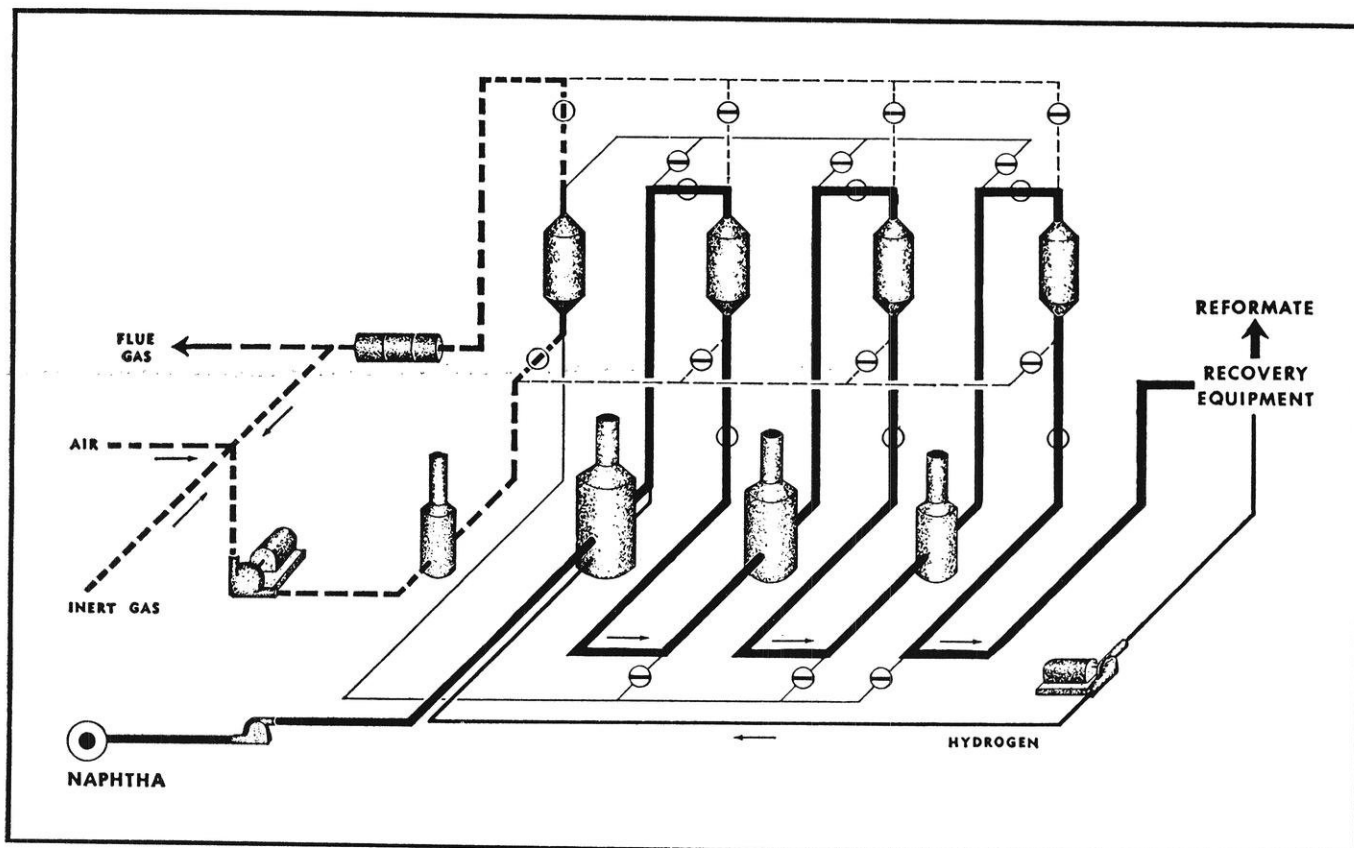 FLUE
GAS
REFORMATE
RECOVERY
EQUIPMENT
AIR
INERT GAS
HYDROGEN
NAPHTHA